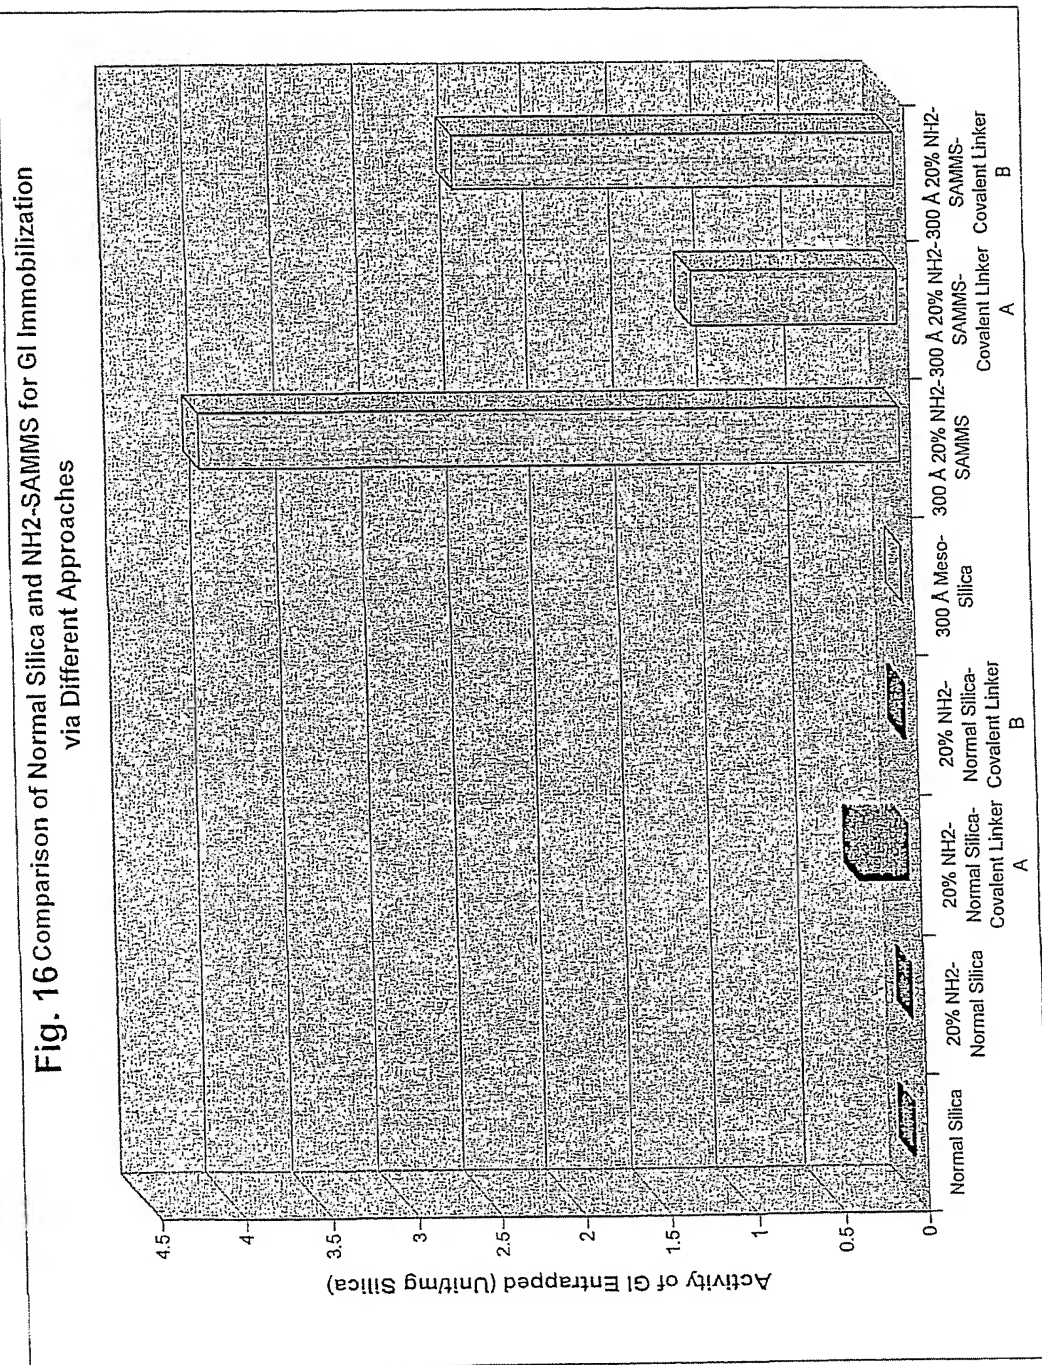 Fig. 16 Comparison of Normal Silica and NH2-SAMMS for GI Immobilization
via Different Approaches
Activity of GI Entrapped (Unit/mg Silica)
4.5
4
3.5
3
2.5
2
1.5
1
0.5
0
Normal Silica
20% NH2-
Normal Silica
20% NH2-
Normal Silica-
Covalent Linker
A
20% NH2-
Normal Silica-
Covalent Linker
B
300 Å Meso-
Silica
300 Å 20% NH2-
SAMMS
300 Å 20% NH2-
SAMMS-
Covalent Linker
A
300 Å 20% NH2-
SAMMS-
Covalent Linker
B